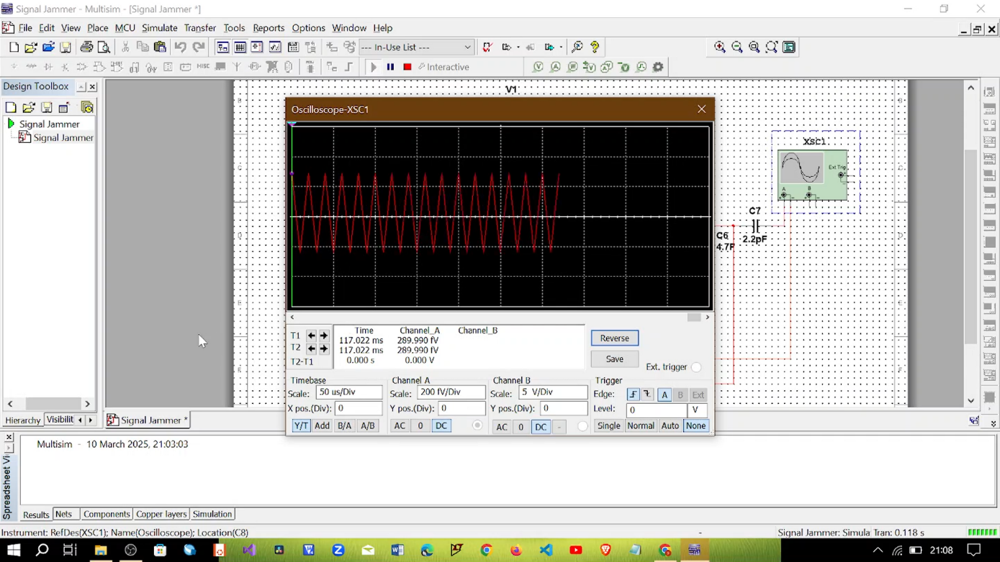 Signal Jammer - Multisim - [Signal Jammer *]
File Edit View Place MCU Simulate Transfer Tools Reports Options Window Help
--- In-Use List ---
MISC Interactive
Design Toolbox
Signal Jammer
Signal Jammer
Hierarchy Visibilit
V1
Oscilloscope-XSC1
XSC1
Ext Trig
A B
C7
2.2pF
C6
4.7F
Time Channel_A Channel_B
T1 117.022 ms 289.990 fV
T2 117.022 ms 289.990 fV
T2-T1 0.000 s 0.000 V
Reverse
Save
Ext. trigger
Timebase Channel A Channel B Trigger
Scale: 50 us/Div Scale: 200 fV/Div Scale: 5 V/Div Edge: A B Ext
X pos.(Div): 0 Y pos.(Div): 0 Y pos.(Div): 0 Level: 0 V
Y/T Add B/A A/B AC 0 DC AC 0 DC - Single Normal Auto None
Signal Jammer *
Spreadsheet Vi
Multisim - 10 March 2025, 21:03:03
Results Nets Components Copper layers Simulation
Instrument: RefDes(XSC1); Name(Oscilloscope); Location(C8) - Signal Jammer: Simula Tran: 0.118 s
21:08